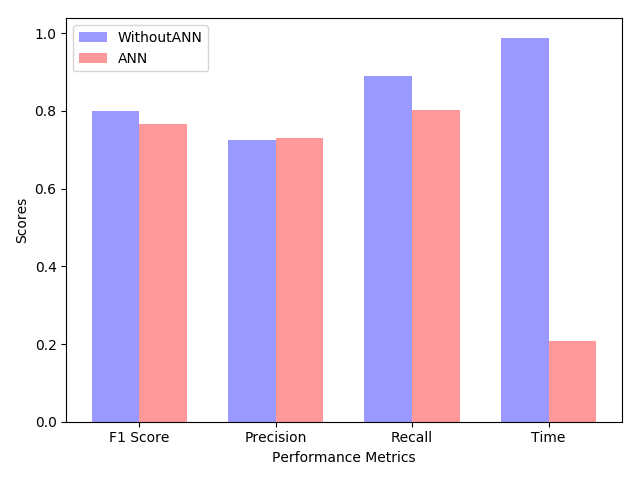 WithoutANN
ANN
Scores
1.0
0.8
0.6
0.4
0.2
0.0
F1 Score Precision Recall Time
Performance Metrics